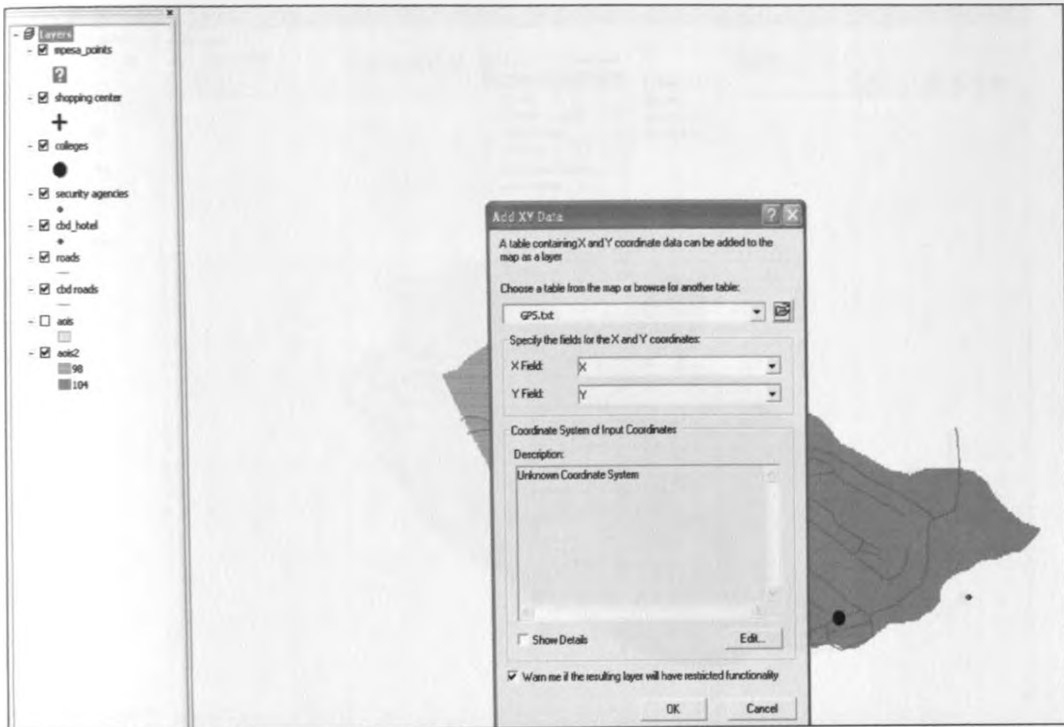 Layers
mpesa_points
?
shopping center
colleges
security agencies
cbd_hotel
roads
cbd roads
aois
aois2
98
104
Add XY Data
A table containing X and Y coordinate data can be added to the
map as a layer
Choose a table from the map or browse for another table:
GPS.txt
Specify the fields for the X and Y coordinates:
X Field: X
Y Field: Y
Coordinate System of Input Coordinates
Description:
Unknown Coordinate System
Show Details Edit...
Warn me if the resulting layer will have restricted functionality
OK Cancel